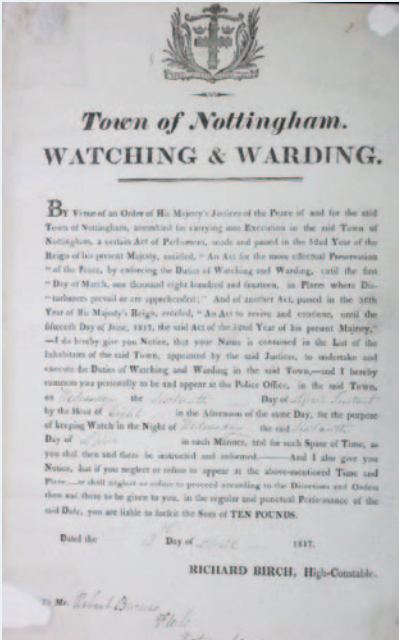 Town of Nottingham.
WATCHING & WARDING.
BY Virtue of an Order of His Majesty's Justices of the Peace of and for the said
Town of Nottingham, assembled for carrying into Execution in the said Town of
Nottingham, a certain Act of Parliament, made and passed in the 52nd Year of the
Reign of his present Majesty, entitled, "An Act for the more effectual Preservation
"of the Peace, by enforcing the Duties of Watching and Warding, until the first
"Day of March, one thousand eight hundred and fourteen, in Places where Dis-
"turbances prevail or are apprehended;" And of another Act, passed in the
Year of His Majesty's Reign, entitled, "An Act to revive and continue, until the
fifteenth Day of June, 1817, the said Act of the 52nd Year of his present Majesty,"
—I do hereby give you Notice, that your Name is contained in the List of the
Inhabitants of the said Town, appointed by the said Justices, to undertake and
execute the Duties of Watching and Warding in the said Town,—and I hereby
summon you personally to be and appear at the Police Office, in the said Town,
on Wednesday the Sixteenth Day of April Instant
by the Hour of Eight in the Afternoon of the same Day, for the purpose
of keeping Watch in the Night of Wednesday the said Sixteenth
Day of April in such Manner, and for such Space of Time, as
you shall then and there be instructed and informed.——And I also give you
Notice, that if you neglect or refuse to appear at the above-mentioned Time and
Place,—or shall neglect or refuse to proceed according to the Directions and Orders
then and there to be given to you, in the regular and punctual Performance of the
said Duty, you are liable to forfeit the Sum of TEN POUNDS.
Dated the Day of April 1817.
RICHARD BIRCH, High-Constable.
To Mr. Robert